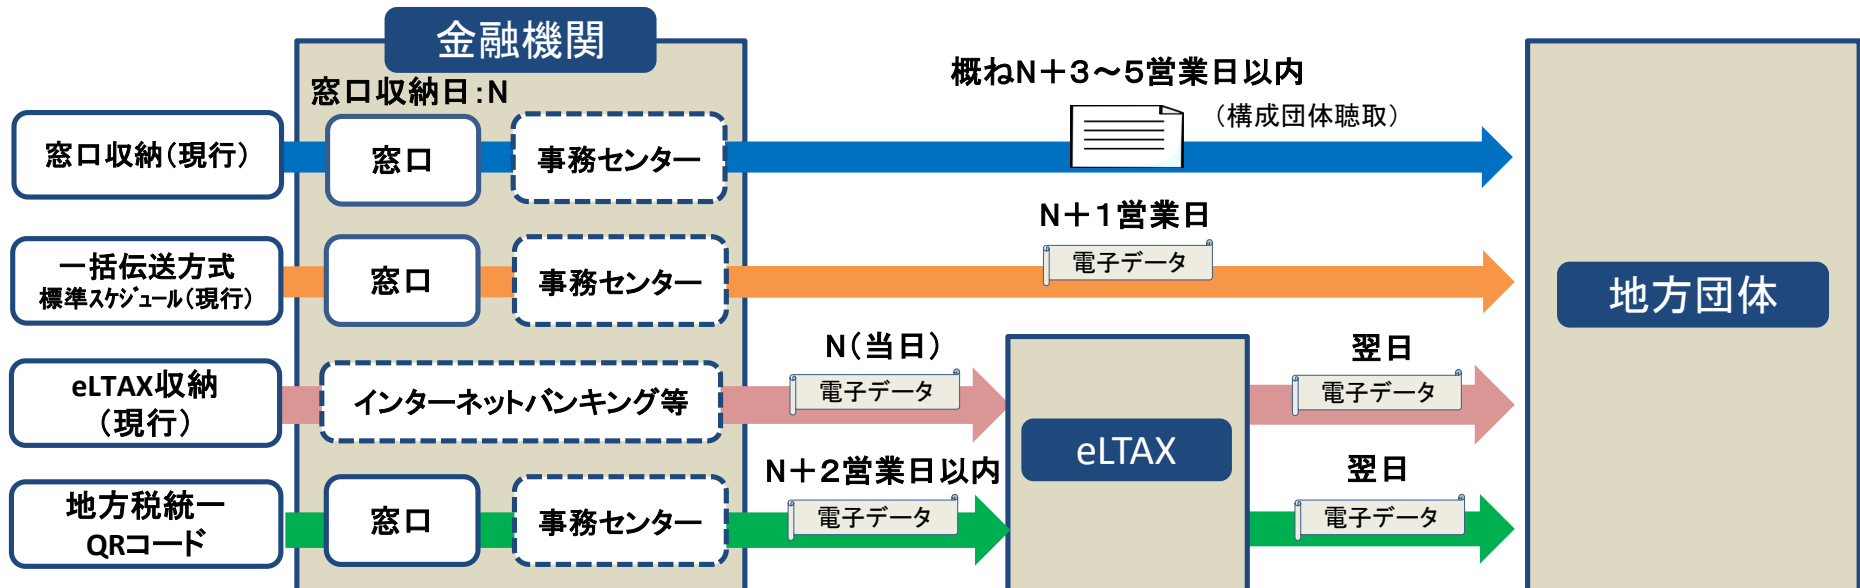 金融機関
窓口収納日:N
概ねN+3~5営業日以内
(構成団体聴取)
窓口収納(現行)
窓口
事務センター
N+1営業日
一括伝送方式
標準スケジュール(現行)
窓口
事務センター
電子データ
地方団体
N(当日)
翌日
eLTAX収納
(現行)
インターネットバンキング等
電子データ
電子データ
eLTAX
N+2営業日以内
翌日
地方税統一
QRコード
窓口
事務センター
電子データ
電子データ